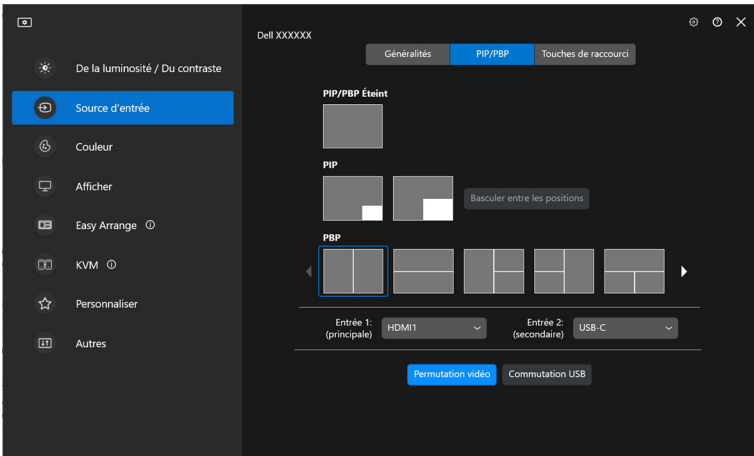 Dell XXXXXX
Généralités
PIP/PBP
Touches de raccourci
De la luminosité / Du contraste
Source d'entrée
Couleur
Afficher
Easy Arrange
KVM
Personnaliser
Autres
PIP/PBP Éteint
PIP
Basculer entre les positions
PBP
Entrée 1:
(principale)
HDMI1
Entrée 2:
(secondaire)
USB-C
Permutation vidéo
Commutation USB